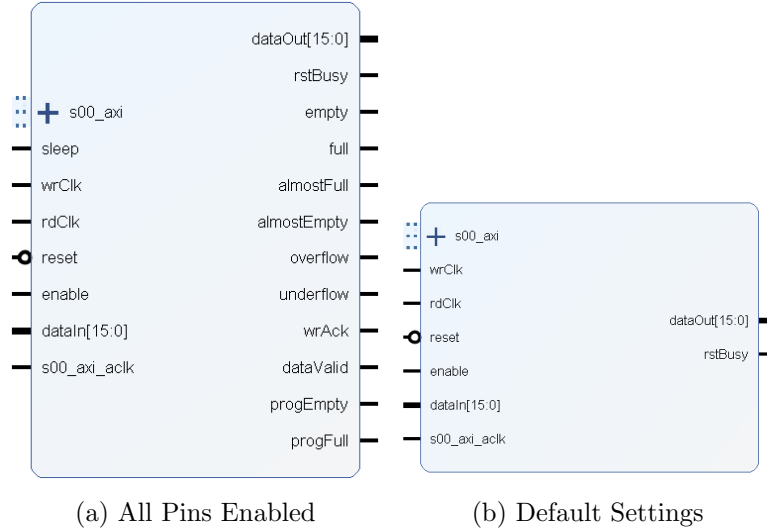 dataOut[15:0]
rstBusy
s00_axi
empty
sleep
full
wrClk
almostFull
rdClk
almostEmpty
reset
overflow
enable
underflow
dataIn[15:0]
wrAck
s00_axi_aclk
dataValid
progEmpty
progFull
(a) All Pins Enabled
s00_axi
wrClk
rdClk
dataOut[15:0]
reset
rstBusy
enable
dataIn[15:0]
s00_axi_aclk
(b) Default Settings